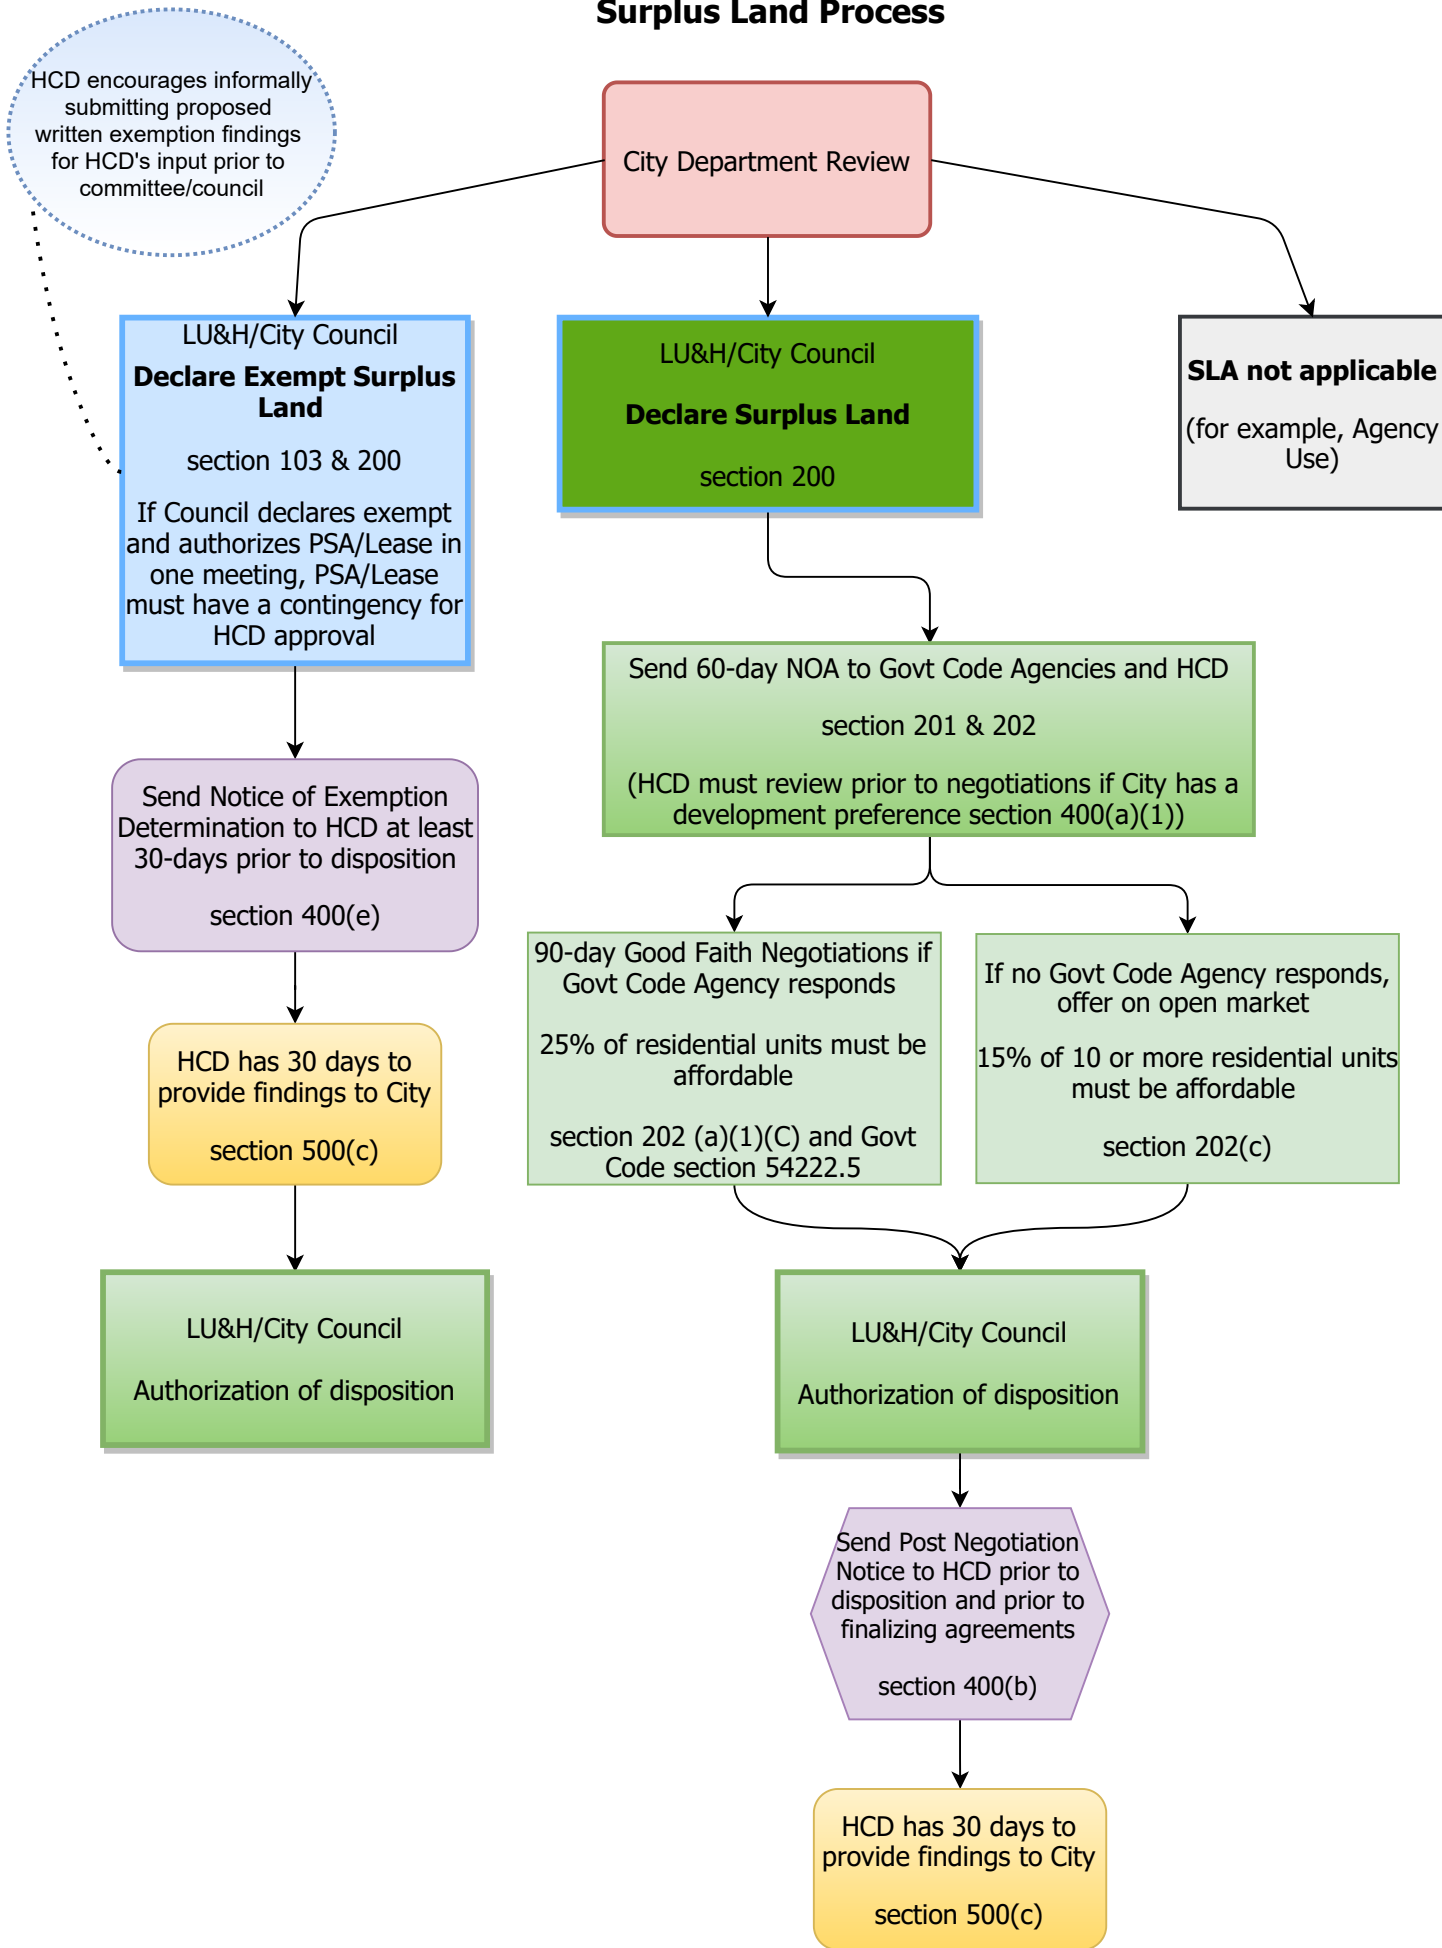 Surplus Land Process
HCD encourages informally
submitting proposed
written exemption findings
for HCD's input prior to
committee/council
City Department Review
LU&H/City Council
Declare Exempt Surplus
Land
section 103 & 200
If Council declares exempt
and authorizes PSA/Lease in
one meeting, PSA/Lease
must have a contingency for
HCD approval
LU&H/City Council
Declare Surplus Land
section 200
SLA not applicable
(for example, Agency
Use)
Send 60-day NOA to Govt Code Agencies and HCD
section 201 & 202
(HCD must review prior to negotiations if City has a
development preference section 400(a)(1))
Send Notice of Exemption
Determination to HCD at least
30-days prior to disposition
section 400(e)
90-day Good Faith Negotiations if
Govt Code Agency responds
25% of residential units must be
affordable
section 202 (a)(1)(C) and Govt
Code section 54222.5
If no Govt Code Agency responds,
offer on open market
15% of 10 or more residential units
must be affordable
section 202(c)
HCD has 30 days to
provide findings to City
section 500(c)
LU&H/City Council
Authorization of disposition
LU&H/City Council
Authorization of disposition
Send Post Negotiation
Notice to HCD prior to
disposition and prior to
finalizing agreements
section 400(b)
HCD has 30 days to
provide findings to City
section 500(c)